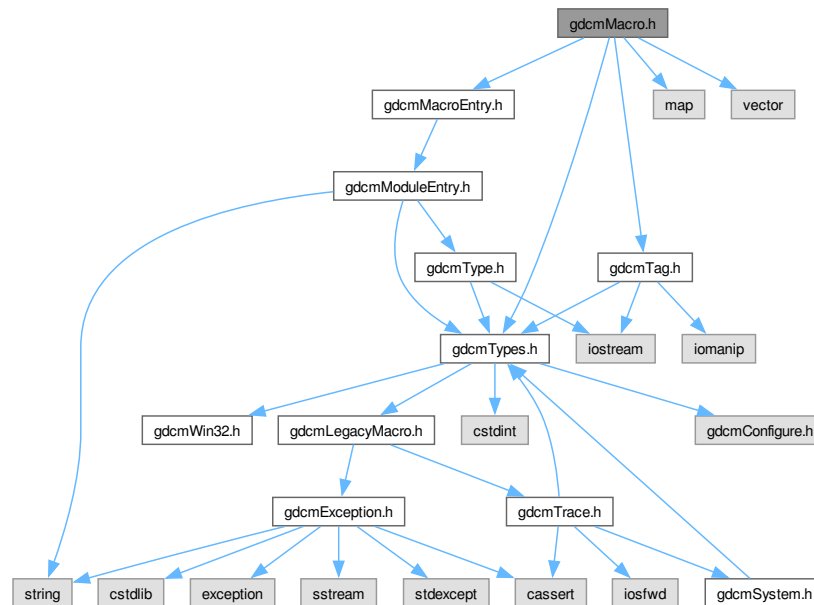 gdcmMacro.h
gdcmMacroEntry.h
map
vector
gdcmModuleEntry.h
gdcmType.h
gdcmTag.h
gdcmTypes.h
iostream
iomanip
gdcmWin32.h
gdcmLegacyMacro.h
cstdint
gdcmConfigure.h
gdcmException.h
gdcmTrace.h
string
cstdlib
exception
sstream
stdexcept
cassert
iosfwd
gdcmSystem.h